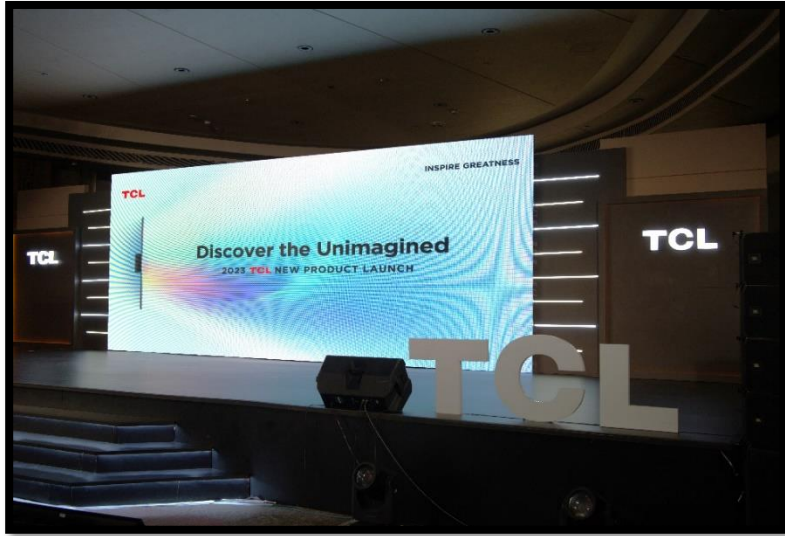 TCL
INSPIRE GREATNESS
Discover the Unimagined
2023 TCL NEW PRODUCT LAUNCH
TCL
TCL
TCL